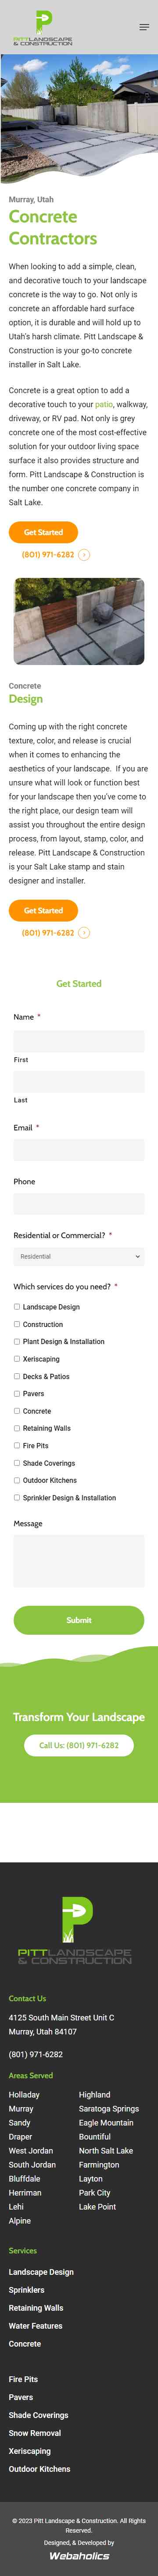 PITTLANDSCAPE
& CONSTRUCTION
Murray, Utah
Concrete
Contractors
When looking to add a simple, clean,
and decorative touch to your landscape
concrete is the way to go. Not only is
concrete an affordable hard surface
option, it is durable and will hold up to
Utah's harsh climate. Pitt Landscape &
Construction is your go-to concrete
installer in Salt Lake.
Concrete is a great option to add a
decorative touch to your patio, walkway,
driveway, or RV pad. Not only is grey
concrete one of the most cost-effective
solution for your outdoor living space
surface it also provides structure and
form. Pitt Landscape & Construction is
the number one concrete company in
Salt Lake.
Get Started
(801) 971-6282
Concrete
Design
Coming up with the right concrete
texture, color, and release is crucial
when it comes to enhancing the
aesthetics of your landscape. If you are
unsure what will look or function best
for your landscape then you've come to
the right place, our design team will
assist you throughout the entire design
process, from layout, stamp, color, and
release. Pitt Landscape & Construction
is your Salt Lake stamp and stain
designer and installer.
Get Started
(801) 971-6282
Get Started
Name *
First
Last
Email *
Phone
Residential or Commercial? *
Residential
Which services do you need? *
Landscape Design
Construction
Plant Design & Installation
Xeriscaping
Decks & Patios
Pavers
Concrete
Retaining Walls
Fire Pits
Shade Coverings
Outdoor Kitchens
Sprinkler Design & Installation
Message
Submit
Transform Your Landscape
Call Us: (801) 971-6282
PITTLANDSCAPE
& CONSTRUCTION
Contact Us
4125 South Main Street Unit C
Murray, Utah 84107
(801) 971-6282
Areas Served
Holladay
Murray
Sandy
Draper
West Jordan
South Jordan
Bluffdale
Herriman
Lehi
Alpine
Highland
Saratoga Springs
Eagle Mountain
Bountiful
North Salt Lake
Farmington
Layton
Park City
Lake Point
Services
Landscape Design
Sprinklers
Retaining Walls
Water Features
Concrete
Fire Pits
Pavers
Shade Coverings
Snow Removal
Xeriscaping
Outdoor Kitchens
© 2023 Pitt Landscape & Construction. All Rights
Reserved.
Designed, & Developed by
Webaholics